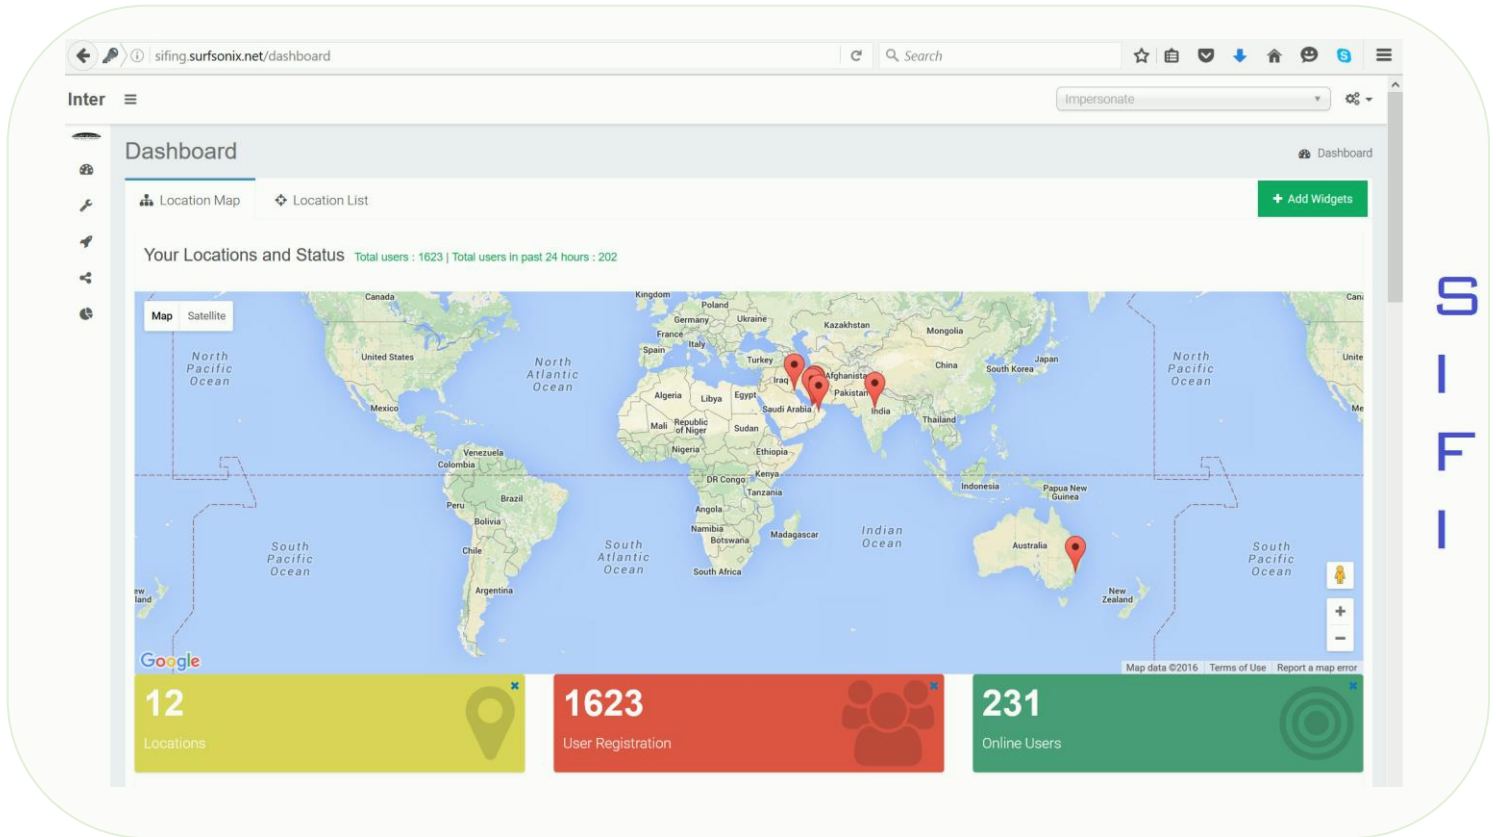 sifing.surfsonix.net/dashboard
Search
Inter
Impersonate
Dashboard
Dashboard
Location Map
Location List
+ Add Widgets
Your Locations and Status
Total users : 1623 | Total users in past 24 hours : 202
Map
Satellite
Canada
Kingdom
Poland
Germany
Ukraine
France
Kazakhstan
Mongolia
Can
North
Pacific
Ocean
United States
North
Atlantic
Ocean
Spain
Italy
Turkey
Iraq
Afghanista
China
South Korea
Japan
North
Pacific
Ocean
Unite
Mexico
Algeria
Libya
Egypt
Saudi Arabia
Pakistan
India
Thailand
Me
Mali
Republic
of Niger
Sudan
Nigeria
Ethiopia
Venezuela
Colombia
DR Congo
Kenya
Tanzania
Indonesia
Papua New
Guinea
Peru
Brazil
Angola
Bolivia
Namibia
Botswana
Madagascar
Indian
Ocean
South
Pacific
Ocean
Chile
South
Atlantic
Ocean
South Africa
Australia
South
Pacific
Ocean
ew
land
Argentina
New
Zealand
Google
Map data ©2016
Terms of Use
Report a map error
12
Locations
1623
User Registration
231
Online Users
S
I
F
I